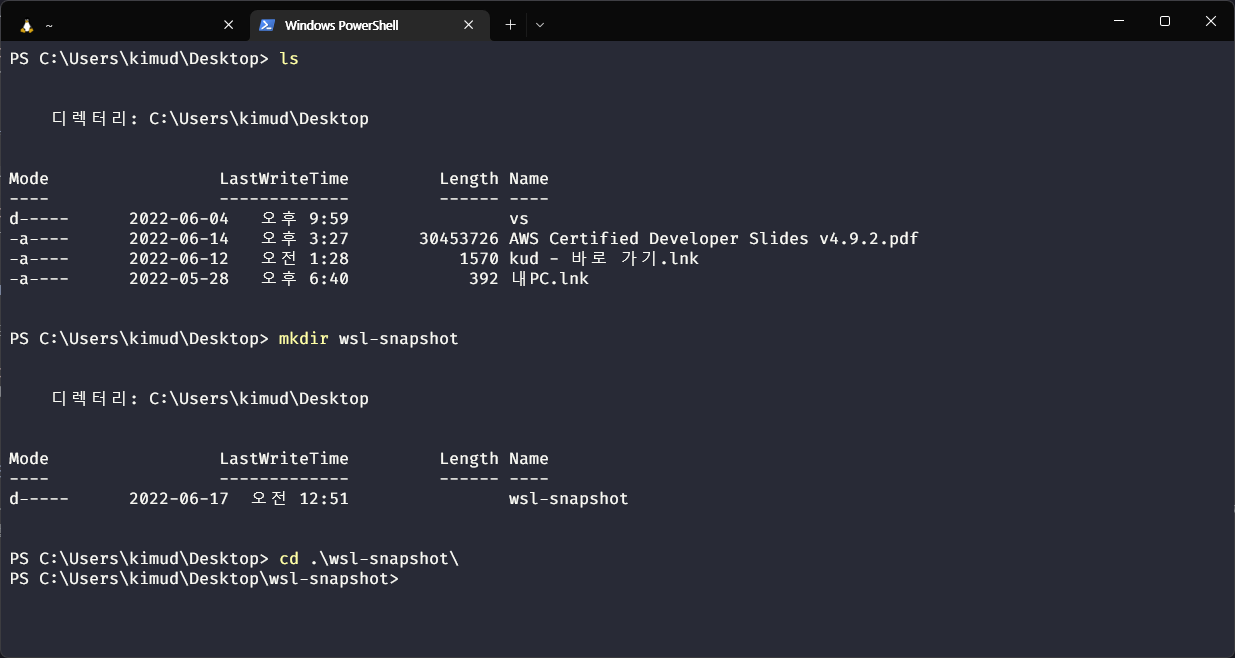 ~ Windows PowerShell
PS C:\Users\kimud\Desktop> ls
디렉터리: C:\Users\kimud\Desktop
Mode LastWriteTime Length Name
---- ------------- ------ ----
d----- 2022-06-04 오후 9:59 vs
-a---- 2022-06-14 오후 3:27 30453726 AWS Certified Developer Slides v4.9.2.pdf
-a---- 2022-06-12 오전 1:28 1570 kud - 바로 가기.lnk
-a---- 2022-05-28 오후 6:40 392 내PC.lnk
PS C:\Users\kimud\Desktop> mkdir wsl-snapshot
디렉터리: C:\Users\kimud\Desktop
Mode LastWriteTime Length Name
---- ------------- ------ ----
d----- 2022-06-17 오전 12:51 wsl-snapshot
PS C:\Users\kimud\Desktop> cd .\wsl-snapshot\
PS C:\Users\kimud\Desktop\wsl-snapshot>